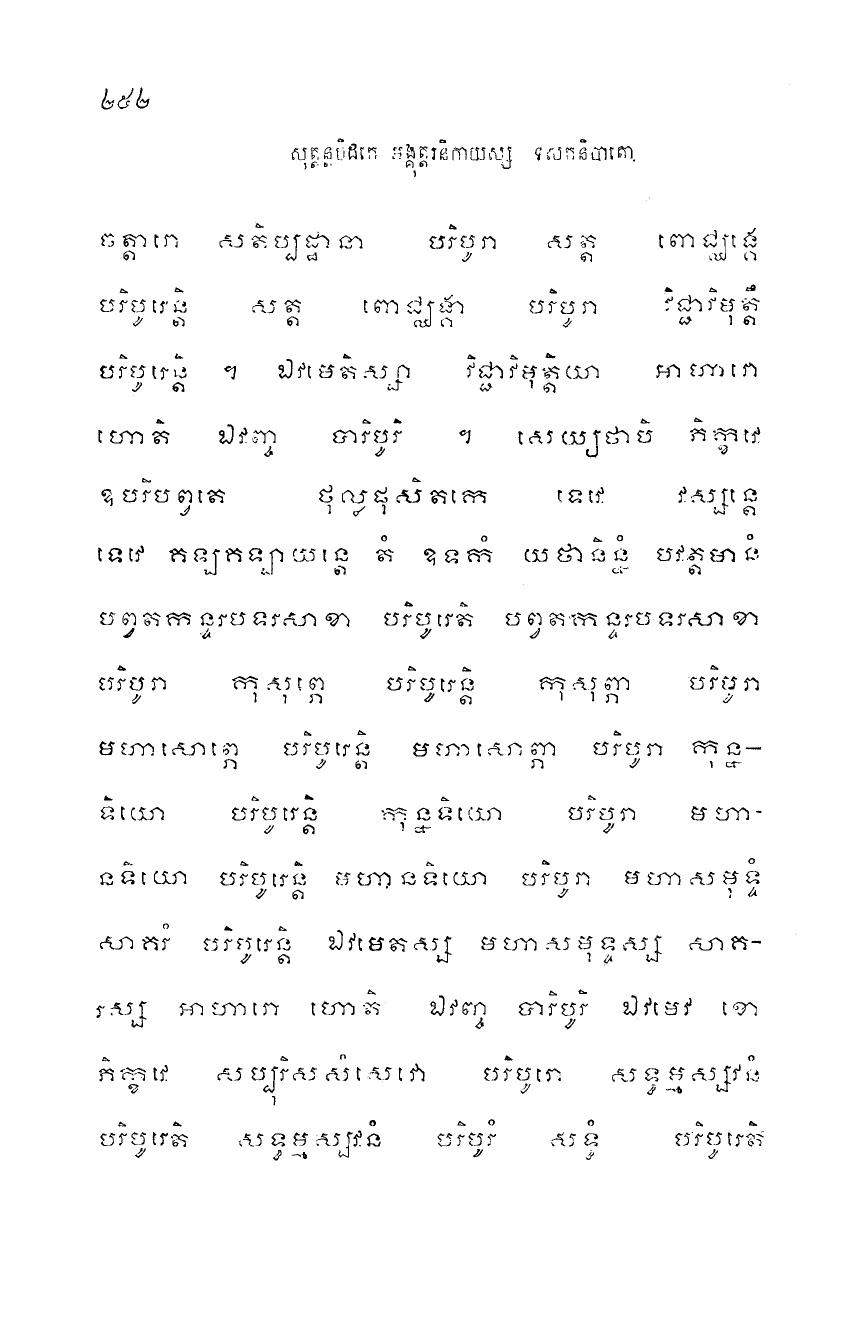 ២៥២
សុត្តន្តបិដកេ អង្គុត្តរនិកាយស្ស ទសកនិបាតោ
ចត្តារោ សតិប្បដ្ឋានា បរិបូរា សត្ត ពោជ្ឈង្គេ
បរិបូរេន្តិ សត្ត ពោជ្ឈង្គា បរិបូរា វិជ្ជាវិមុត្តឹ
បរិបូរេន្តិ ។ ឯវមេតិស្សា វិជ្ជាវិមុត្តិយា អាហារោ
ហោតិ ឯវញ្ច បារិបូរិ ។ សេយ្យថាបិ ភិក្ខវេ
ឧបរិបព្វតេ ថុល្លផុសិតកេ ទេវេ វស្សន្តេ
ទេវេ គឡគឡាយន្តេ តំ ឧទកំ យថានិន្នំ បវត្តមានំ
បព្វតកន្ទរបទរសាខា បរិបូរេតិ បព្វតកន្ទរបទរសាខា
បរិបូរា កុសុព្ភេ បរិបូរេន្តិ កុសុព្ភា បរិបូរា
មហាសោព្ភេ បរិបូរេន្តិ មហាសោព្ភា បរិបូរា កុន្ន-
ទិយោ បរិបូរេន្តិ កុន្នទិយោ បរិបូរា មហា-
នទិយោ បរិបូរេន្តិ មហានទិយោ បរិបូរា មហាសមុទ្ទំ
សាគរំ បរិបូរេន្តិ ឯវមេតស្ស មហាសមុទ្ទស្ស សាគ-
រស្ស អាហារោ ហោតិ ឯវញ្ច បារិបូរិ ឯវមេវ ខោ
ភិក្ខវេ សប្បុរិសសំសេវោ បរិបូរោ សទ្ធម្មស្សវនំ
បរិបូរេតិ សទ្ធម្មស្សវនំ បរិបូរំ សទ្ធំ បរិបូរេតិ